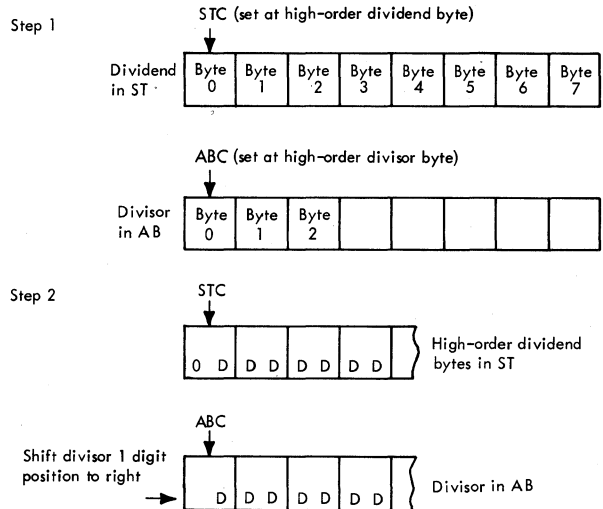 Step 1
STC (set at high-order dividend byte)
Dividend in ST
Byte 0 Byte 1 Byte 2 Byte 3 Byte 4 Byte 5 Byte 6 Byte 7
ABC (set at high-order divisor byte)
Divisor in AB
Byte 0 Byte 1 Byte 2
Step 2
STC
0 D D D D D
High-order dividend bytes in ST
ABC
Shift divisor 1 digit position to right
D D D D D
Divisor in AB